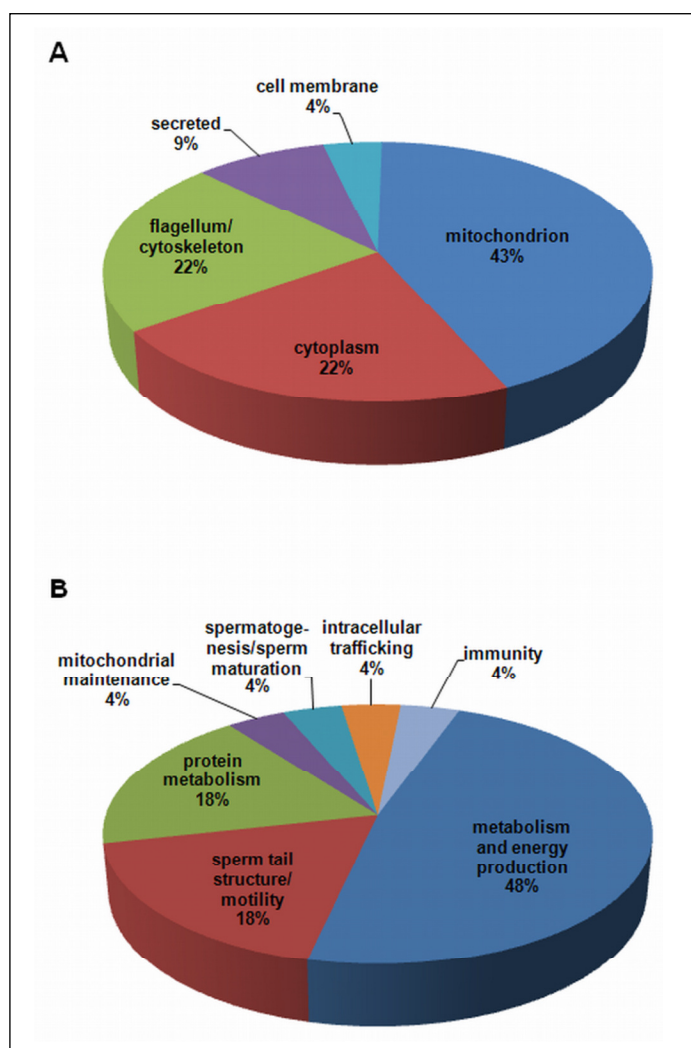 A
cell membrane
4%
secreted
9%
flagellum/
cytoskeleton
22%
mitochondrion
43%
cytoplasm
22%
B
spermatoge-
nesis/sperm
maturation
4%
intracellular
trafficking
4%
immunity
4%
mitochondrial
maintenance
4%
protein
metabolism
18%
metabolism
and energy
production
48%
sperm tail
structure/
motility
18%